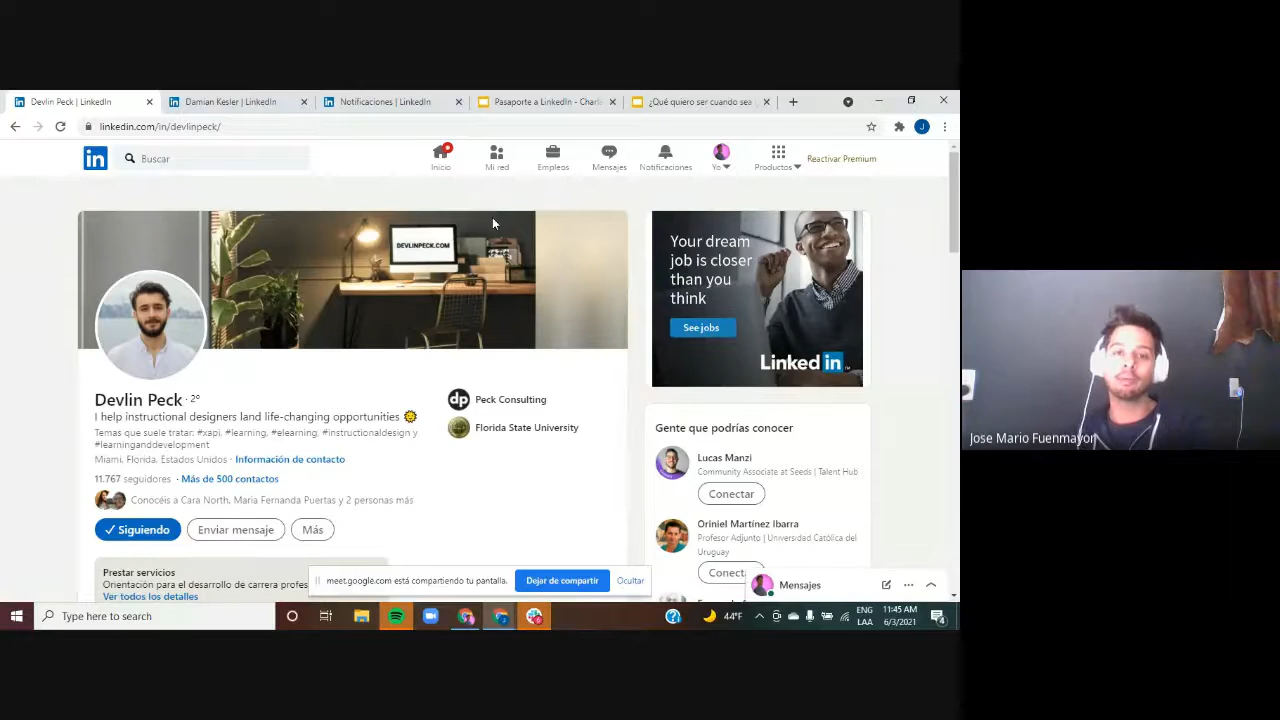 Devlin Peck | LinkedIn
Damian Kesler | LinkedIn
Notificaciones | LinkedIn
Pasaporte a LinkedIn - Charla
¿Qué quiero ser cuando sea
linkedin.com/in/devlinpeck/
J
in
Buscar
Inicio
Mi red
Empleos
Mensajes
Notificaciones
Yo
Productos
Reactivar Premium
DEVLINPECK.COM
Your dream
job is closer
than you
think
See jobs
Linked in
Devlin Peck · 2º
I help instructional designers land life-changing opportunities
Temas que suele tratar: #xapi, #learning, #elearning, #instructionaldesign y
#learninganddevelopment
Miami, Florida, Estados Unidos · Información de contacto
11.767 seguidores · Más de 500 contactos
Conocéis a Cara North, Maria Fernanda Puertas y 2 personas más
Siguiendo
Enviar mensaje
Más
dp
Peck Consulting
Florida State University
Gente que podrías conocer
Lucas Manzi
Community Associate at Seeds | Talent Hub
Conectar
Oriniel Martínez Ibarra
Profesor Adjunto | Universidad Católica del
Uruguay
Prestar servicios
Orientación para el desarrollo de carrera
Ver todos los detalles
meet.google.com está compartiendo tu pantalla.
Dejar de compartir
Ocultar
Mensajes
Type here to search
44°F
ENG
LAA
11:45 AM
6/3/2021
4
Jose Mario Fuenmayor